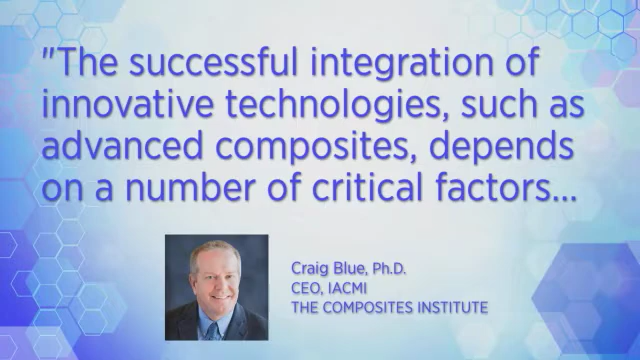 "The successful integration of
innovative technologies, such as
advanced composites, depends
on a number of critical factors...
Craig Blue, Ph.D.
CEO, IACMI
THE COMPOSITES INSTITUTE